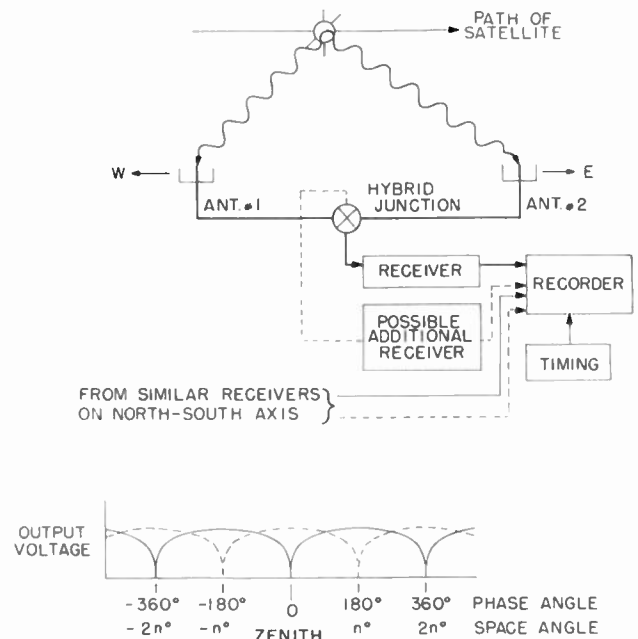 PATH OF
SATELLITE
W
E
HYBRID
JUNCTION
ANT. #1
ANT. #2
RECEIVER
RECORDER
POSSIBLE
ADDITIONAL
RECEIVER
TIMING
FROM SIMILAR RECEIVERS
ON NORTH-SOUTH AXIS
OUTPUT
VOLTAGE
-360° -180° 0 180° 360° PHASE ANGLE
-2n° -n° ZENITH n° 2n° SPACE ANGLE